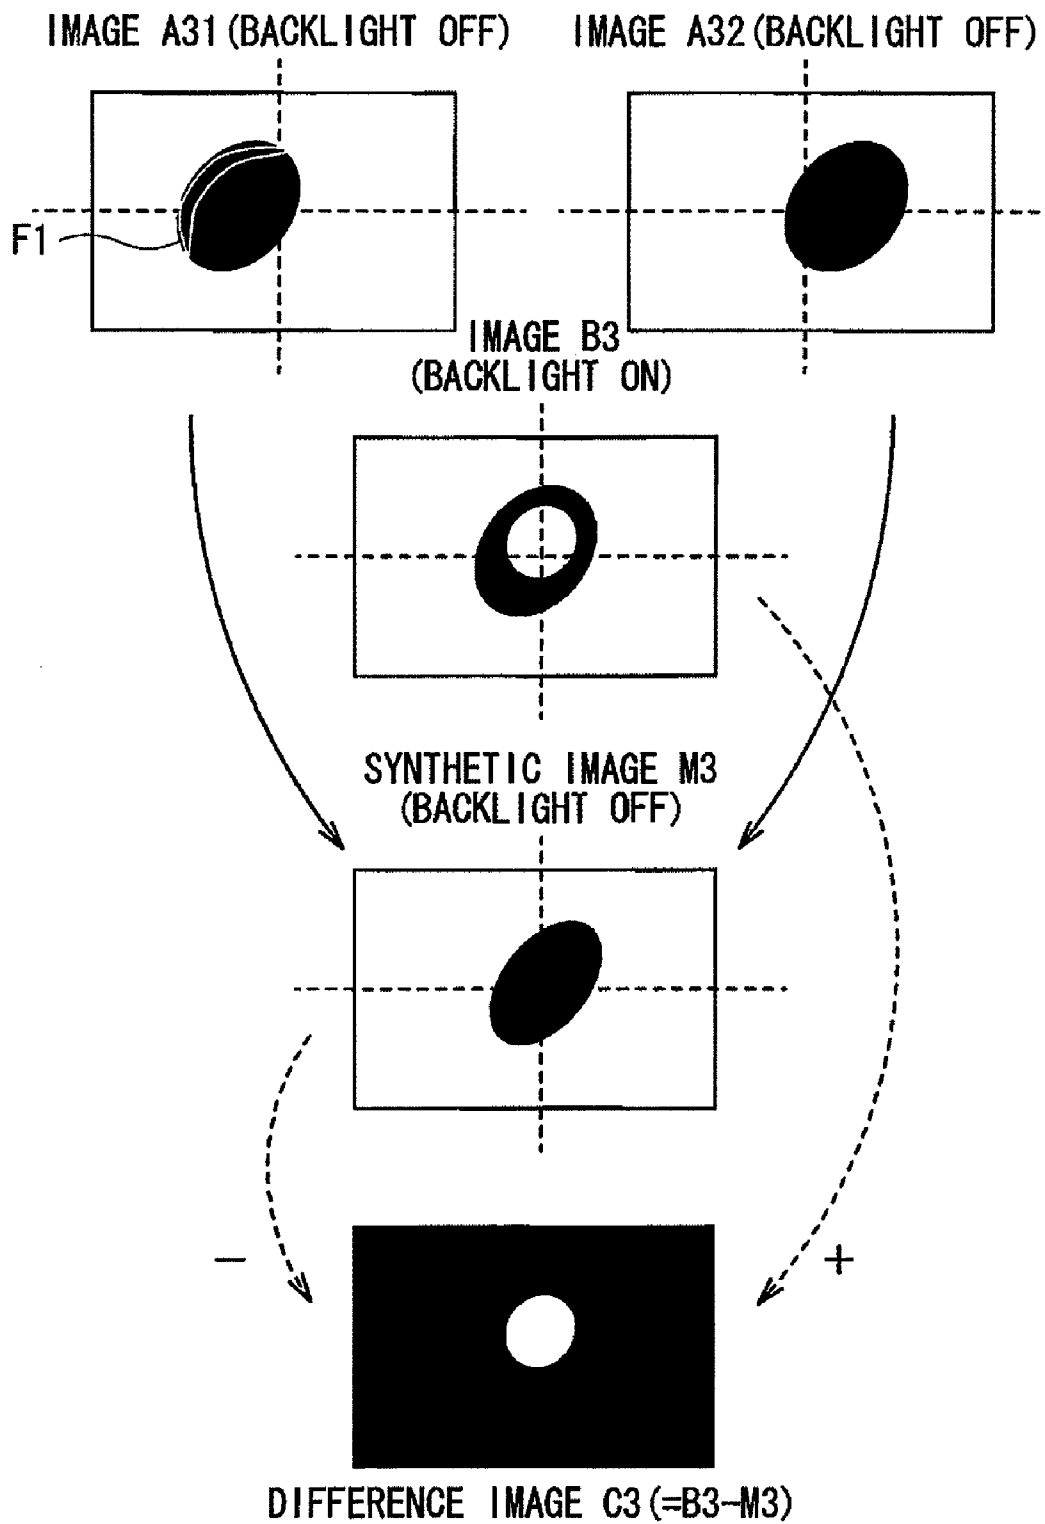 IMAGE A31(BACKLIGHT OFF)
IMAGE A32(BACKLIGHT OFF)
F1
IMAGE B3
(BACKLIGHT ON)
SYNTHETIC IMAGE M3
(BACKLIGHT OFF)
−
+
DIFFERENCE IMAGE C3(=B3−M3)